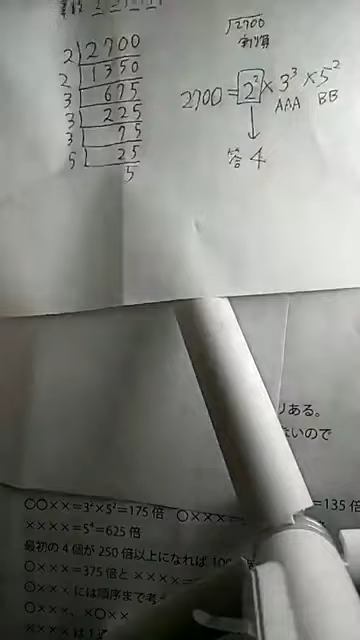 √2700
2 | 2700
2 | 1350
3 | 675
3 | 225
3 | 75
5 | 25
5
2700 = 2² × 3³ × 5²
AAA BB
↓
答 4
りある。
ないので
○○××=3²×5²=175 倍 ○×××
=135 倍
××××=5⁴=625 倍
最初の 4 個が 250 倍以上になれば 10
○×××=375 倍と ××××=
○××× には順序まで考
○×××、×○××